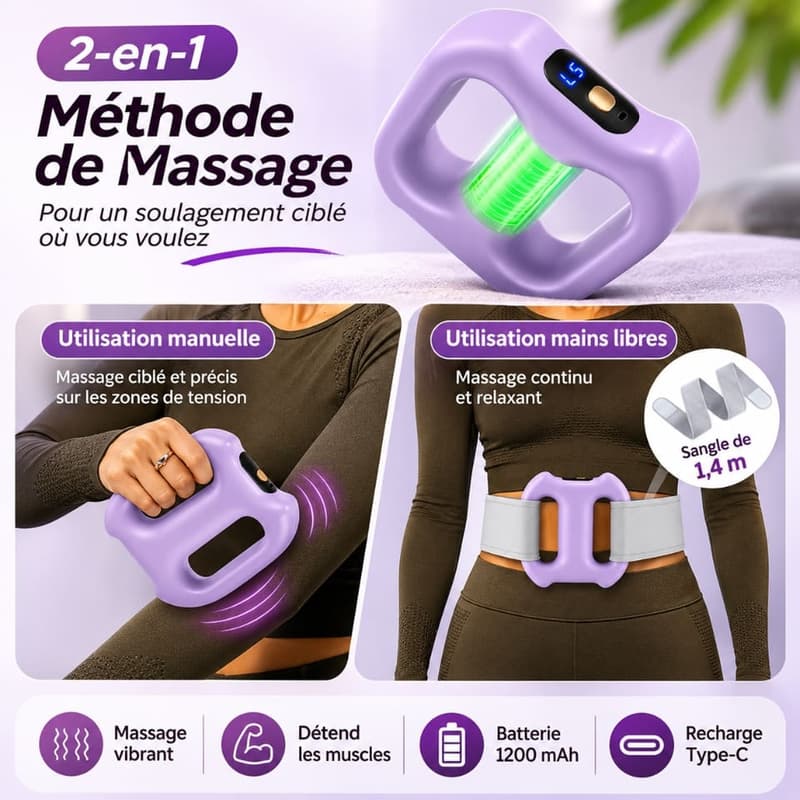 2-en-1
Méthode
de Massage
Pour un soulagement ciblé
où vous voulez
L5
Utilisation manuelle
Massage ciblé et précis
sur les zones de tension
Utilisation mains libres
Massage continu
et relaxant
Sangle de
1,4 m
Massage
vibrant
Détend
les muscles
Batterie
1200 mAh
Recharge
Type-C